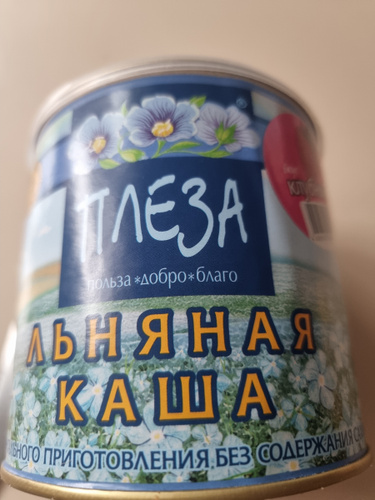 ПЛЕЗА
польза*добро*благо
ЛЬНЯНАЯ
КАША
ПРИГОТОВЛЕНИЯ БЕЗ СОДЕРЖАНИЯ